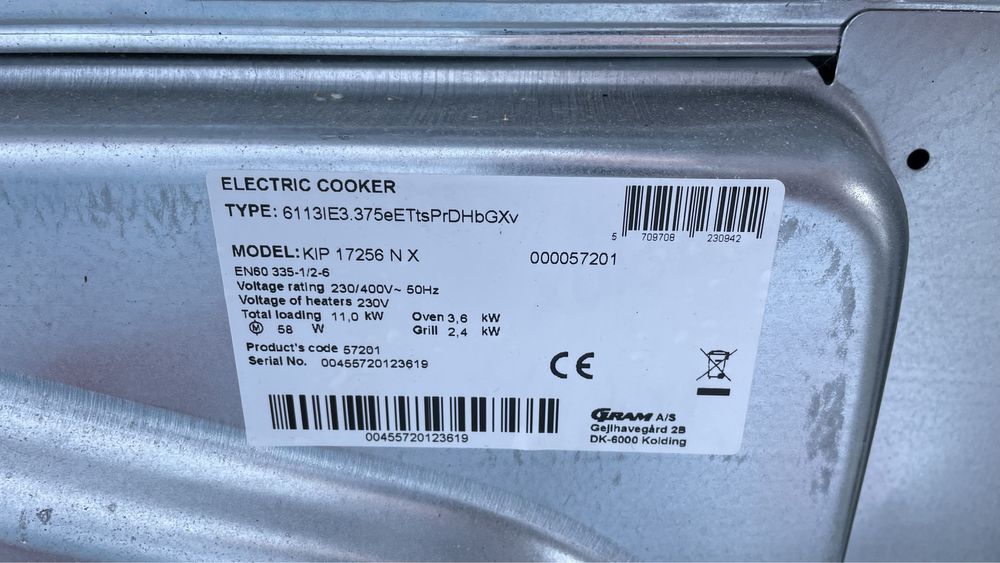 ELECTRIC COOKER
TYPE: 6113IE3.375eETtsPrDHbGXv
5 709708 230942
MODEL: KIP 17256 N X 000057201
EN60 335-1/2-6
Voltage rating 230/400V~ 50Hz
Voltage of heaters 230V
Total loading 11,0 kW Oven 3,6 kW
M 58 W Grill 2,4 kW
Product's code 57201
Serial No. 00455720123619
CE
00455720123619
GRAM A/S
Gejlhavegård 2B
DK-6000 Kolding